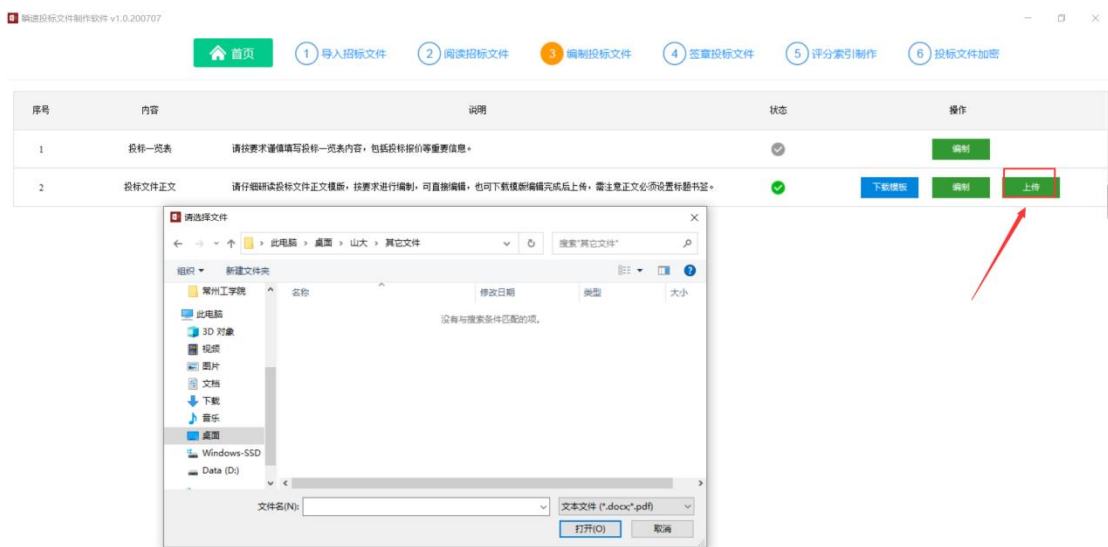 瞬速投标文件制作软件 v1.0.200707
首页 1 导入招标文件 2 阅读招标文件 3 编制投标文件 4 签章投标文件 5 评分索引制作 6 投标文件加密
序号 内容 说明 状态 操作
1 投标一览表 请按要求谨慎填写投标一览表内容，包括投标报价等重要信息。 编制
2 投标文件正文 请仔细研读投标文件正文模版，按要求进行编制，可直接编辑，也可下载模版编辑完成后上传，需注意正文必须设置标题书签。 下载模板 编制 上传
请选择文件
此电脑 › 桌面 › 山大 › 其它文件 搜索"其它文件"
组织 新建文件夹
常州工学院 名称 修改日期 类型 大小
此电脑 没有与搜索条件匹配的项。
3D 对象
视频
图片
文档
下载
音乐
桌面
Windows-SSD
Data (D:)
文件名(N): 文本文件 (*.docx;*.pdf)
打开(O) 取消